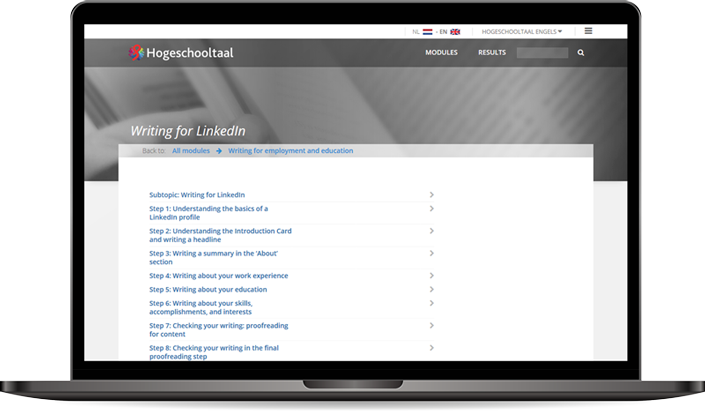 NL - EN HOGESCHOOLTAAL ENGELS
Hogeschooltaal MODULES RESULTS
Writing for LinkedIn
Back to: All modules Writing for employment and education
Subtopic: Writing for LinkedIn
Step 1: Understanding the basics of a
LinkedIn profile
Step 2: Understanding the Introduction Card
and writing a headline
Step 3: Writing a summary in the 'About'
section
Step 4: Writing about your work experience
Step 5: Writing about your education
Step 6: Writing about your skills,
accomplishments, and interests
Step 7: Checking your writing: proofreading
for content
Step 8: Checking your writing in the final
proofreading step